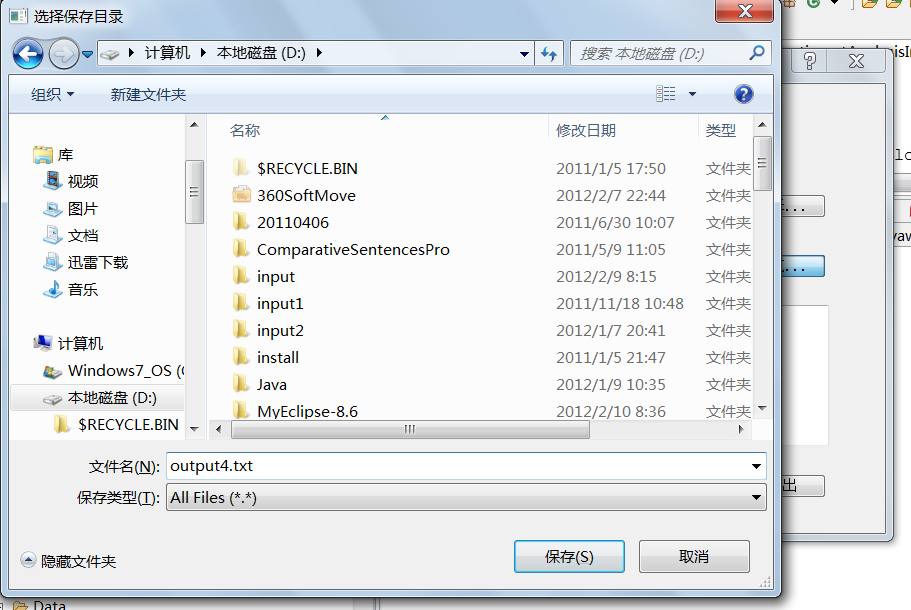 选择保存目录
计算机 本地磁盘 (D:)
搜索 本地磁盘 (D:)
组织 新建文件夹
名称 修改日期 类型
库
视频
图片
文档
迅雷下载
音乐
计算机
Windows7_OS (
本地磁盘 (D:)
$RECYCLE.BIN
$RECYCLE.BIN 2011/1/5 17:50 文件夹
360SoftMove 2012/2/7 22:44 文件夹
20110406 2011/6/30 10:07 文件夹
ComparativeSentencesPro 2011/5/9 11:05 文件夹
input 2012/2/9 8:15 文件夹
input1 2011/11/18 10:48 文件夹
input2 2012/1/7 20:41 文件夹
install 2011/1/5 21:47 文件夹
Java 2012/1/9 10:35 文件夹
MyEclipse-8.6 2012/2/10 8:36 文件夹
文件名(N): output4.txt
保存类型(T): All Files (*.*)
隐藏文件夹 保存(S) 取消
出
Data